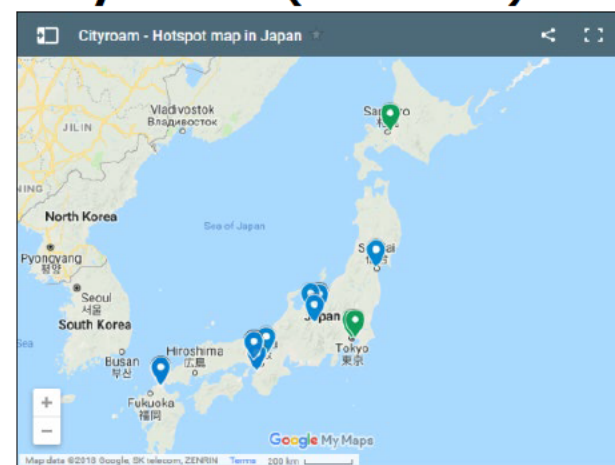 Cityroam - Hotspot map in Japan
Vladivostok
Владивосток
JILIN
North Korea
Sea of Japan
Pyongyang
평양
Seoul
서울
South Korea
Japan
Tokyo
東京
Busan
부산
Hiroshima
広島
Fukuoka
福岡
+
−
Google My Maps
Map data ©2018 Google, SK telecom, ZENRIN Terms 200 km